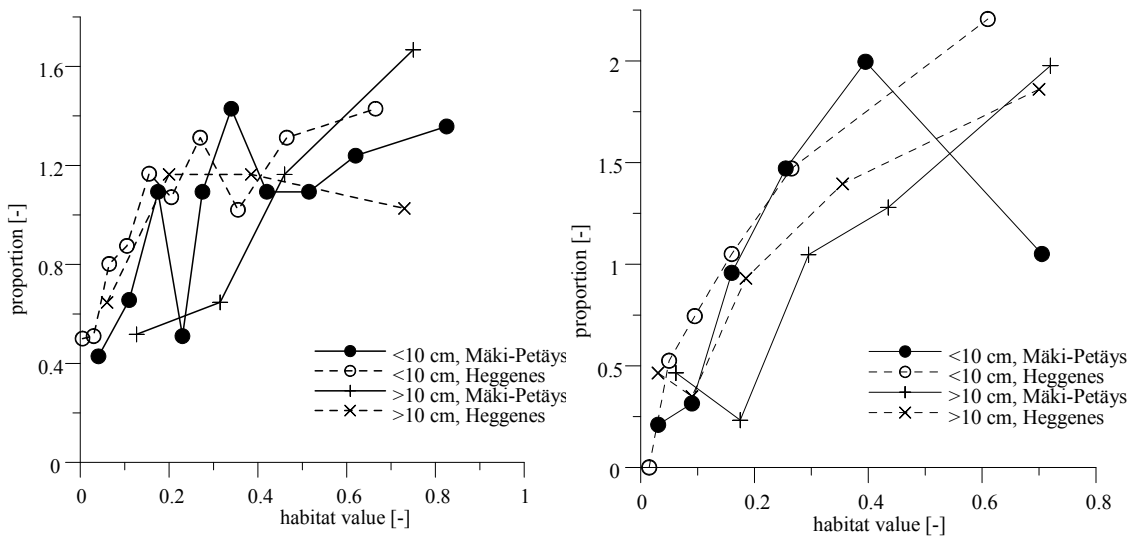 1.6
1.2
0.8
0.4
0
proportion [-]
0 0.2 0.4 0.6 0.8 1
habitat value [-]
<10 cm, Mäki-Petäys
<10 cm, Heggenes
>10 cm, Mäki-Petäys
>10 cm, Heggenes
2
1.5
1
0.5
0
proportion [-]
0 0.2 0.4 0.6 0.8
habitat value [-]
<10 cm, Mäki-Petäys
<10 cm, Heggenes
>10 cm, Mäki-Petäys
>10 cm, Heggenes